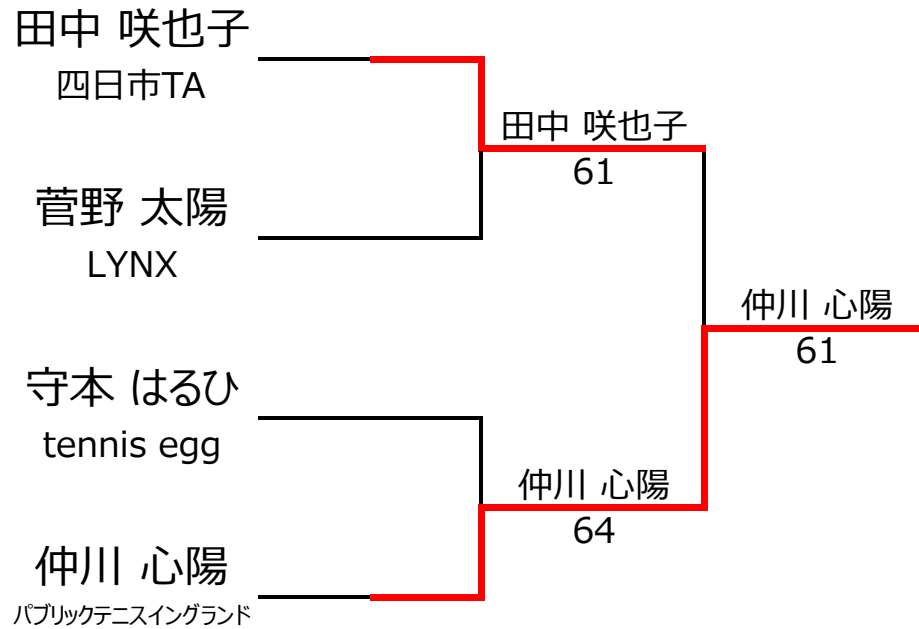 田中 咲也子
四日市TA
田中 咲也子
61
菅野 太陽
LYNX
仲川 心陽
61
守本 はるひ
tennis egg
仲川 心陽
64
仲川 心陽
パブリックテニスイングランド